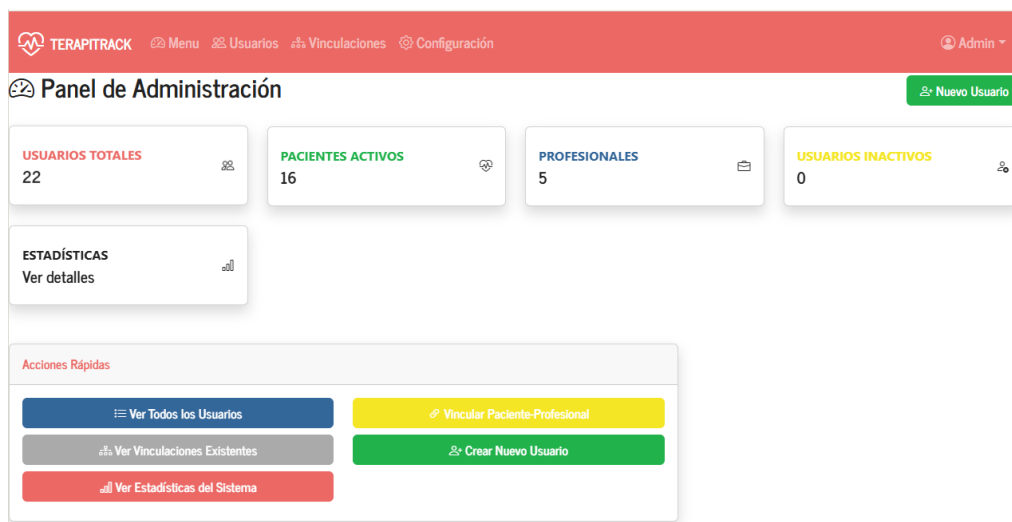 TERAPITRACK Menu Usuarios Vinculaciones Configuración Admin
Panel de Administración
Nuevo Usuario
USUARIOS TOTALES
22
PACIENTES ACTIVOS
16
PROFESIONALES
5
USUARIOS INACTIVOS
0
ESTADÍSTICAS
Ver detalles
Acciones Rápidas
Ver Todos los Usuarios
Vincular Paciente-Profesional
Ver Vinculaciones Existentes
Crear Nuevo Usuario
Ver Estadísticas del Sistema